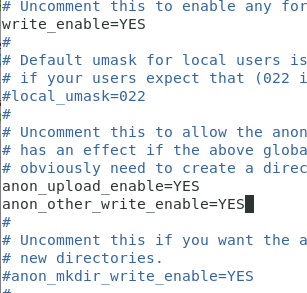 # Uncomment this to enable any for
write_enable=YES
#
# Default umask for local users is
# if your users expect that (022 i
#local_umask=022
#
# Uncomment this to allow the anon
# has an effect if the above globa
# obviously need to create a direc
anon_upload_enable=YES
anon_other_write_enable=YES
#
# Uncomment this if you want the a
# new directories.
#anon_mkdir_write_enable=YES
#